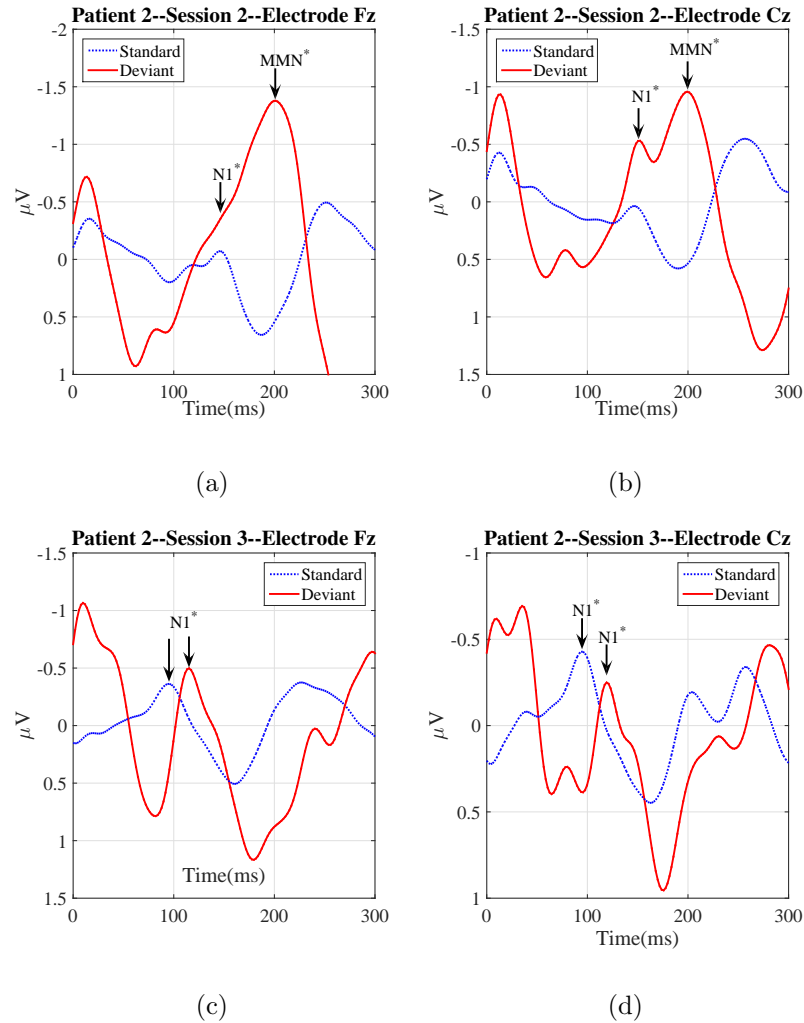 Patient 2--Session 2--Electrode Fz
-2
-1.5
-1
-0.5
0
0.5
1
μV
0
100
200
300
Time(ms)
Standard
Deviant
MMN*
N1*
(a)
Patient 2--Session 2--Electrode Cz
-1.5
-1
-0.5
0
0.5
1
1.5
μV
0
100
200
300
Time(ms)
Standard
Deviant
MMN*
N1*
(b)
Patient 2--Session 3--Electrode Fz
-1.5
-1
-0.5
0
0.5
1
1.5
μV
0
100
200
300
Time(ms)
Standard
Deviant
N1*
(c)
Patient 2--Session 3--Electrode Cz
-1
-0.5
0
0.5
1
μV
0
100
200
300
Time(ms)
Standard
Deviant
N1*
N1*
(d)